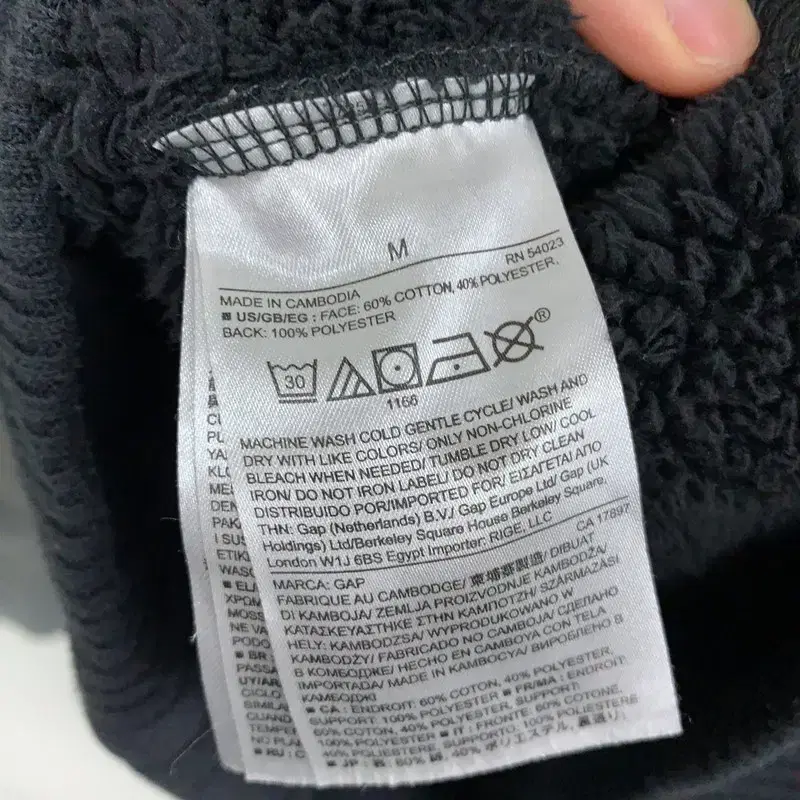 M
RN 54023
MADE IN CAMBODIA
US/GB/EG : FACE: 60% COTTON, 40% POLYESTER,
BACK: 100% POLYESTER
30
®
1166
MACHINE WASH COLD GENTLE CYCLE/ WASH AND
DRY WITH LIKE COLORS/ ONLY NON-CHLORINE
BLEACH WHEN NEEDED/ TUMBLE DRY LOW/ COOL
IRON/ DO NOT IRON LABEL/ DO NOT DRY CLEAN
DISTRIBUIDO POR/IMPORTED FOR/ ΕΙΣΑΓΕΤΑΙ ΑΠΟ
ΤΗΝ: Gap (Netherlands) B.V./ Gap Europe Ltd/ Gap (UK
Holdings) Ltd/Berkeley Square House Berkeley Square,
London W1J 6BS Egypt Importer: RIGE, LLC
CA 17897
MARCA: GAP
FABRIQUE AU CAMBODGE/ 柬埔寨製造/ DIBUAT
DI KAMBOJA/ ZEMLJA PROIZVODNJE KAMBODŽA/
ΚΑΤΑΣΚΕΥΑΣΤΗΚΕ ΣΤΗΝ ΚΑΜΠΟΤΖΗ/ SZÁRMAZÁSI
HELY: KAMBODZSA/ WYPRODUKOWANO W
KAMBODŻY/ FABRICADO NO CAMBOJA/ СДЕЛАНО
В КОМБОДЖЕ/ HECHO EN CAMBOYA CON TELA
IMPORTADA/ MADE IN KAMBOCYA/ ВИРОБЛЕНО В
КАМБОДЖІ
CA : ENDROIT: 60% COTON, 40% POLYESTER,
SUPPORT: 100% POLYESTER FR/MA : ENDROIT:
60% COTON, 40% POLYESTER, SUPPORT:
100% POLYESTER IT : FRONTE: 60% COTONE,
40% POLIESTERE, SUPPORTO: 100% POLIESTERE
JP : 表: 60% 綿, 40% ポリエステル, 裏: